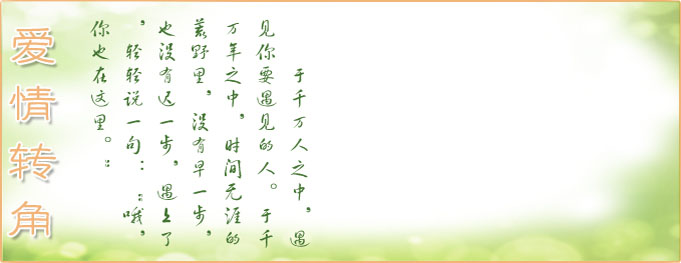 爱情转角
于千万人之中，遇
见你要遇见的人。于千
万年之中，时间无涯的
荒野里，没有早一步，
也没有迟一步，遇上了
，轻轻说一句：“哦，
你也在这里。”